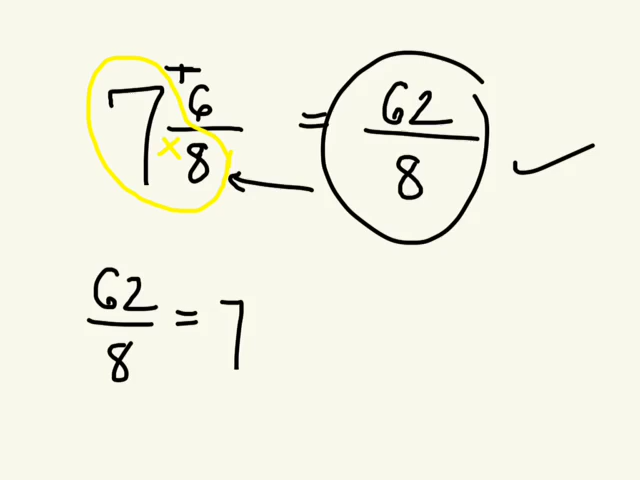 7 + 6/8 × = 62/8 ✓
62/8 = 7